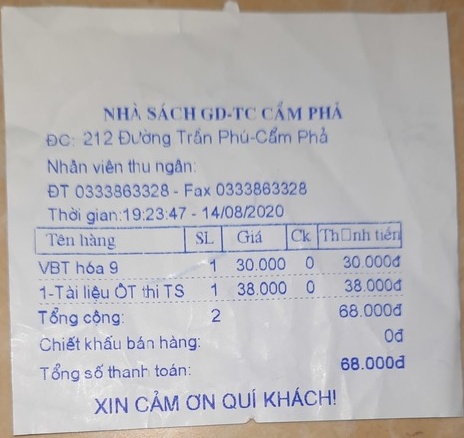 NHÀ SÁCH GD-TC CẨM PHẢ
ĐC: 212 Đường Trần Phú-Cẩm Phả
Nhân viên thu ngân:
ĐT 0333863328 - Fax 0333863328
Thời gian:19:23:47 - 14/08/2020
Tên hàng SL Giá Ck Th□nh tiền
VBT hóa 9 1 30.000 0 30.000đ
1-Tài liệu ÔT thi TS 1 38.000 0 38.000đ
Tổng cộng: 2 68.000đ
Chiết khấu bán hàng: 0đ
Tổng số thanh toán: 68.000đ
XIN CẢM ƠN QUÍ KHÁCH!